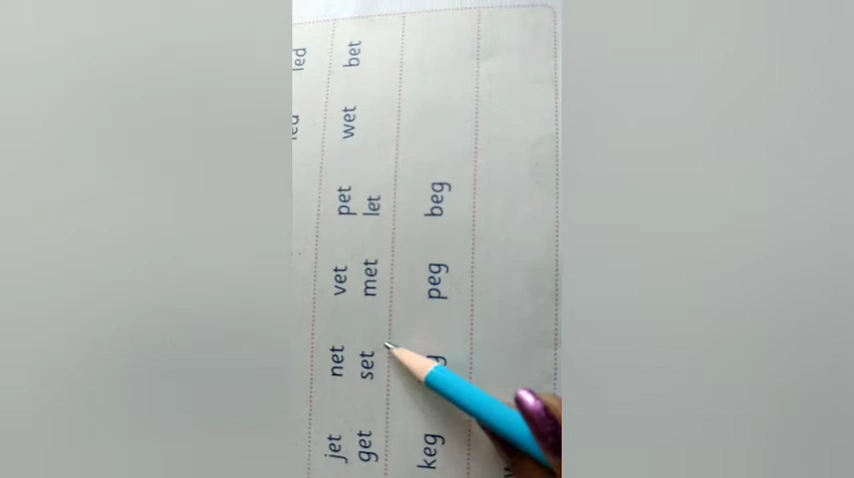 led
jet net vet pet wet bet
get set met let
keg peg beg